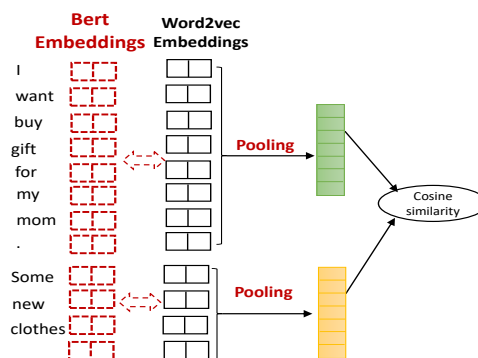 Bert
Embeddings
Word2vec
Embeddings
I
want
buy
gift
for
my
mom
.
Pooling
Cosine
similarity
Some
new
clothes
Pooling